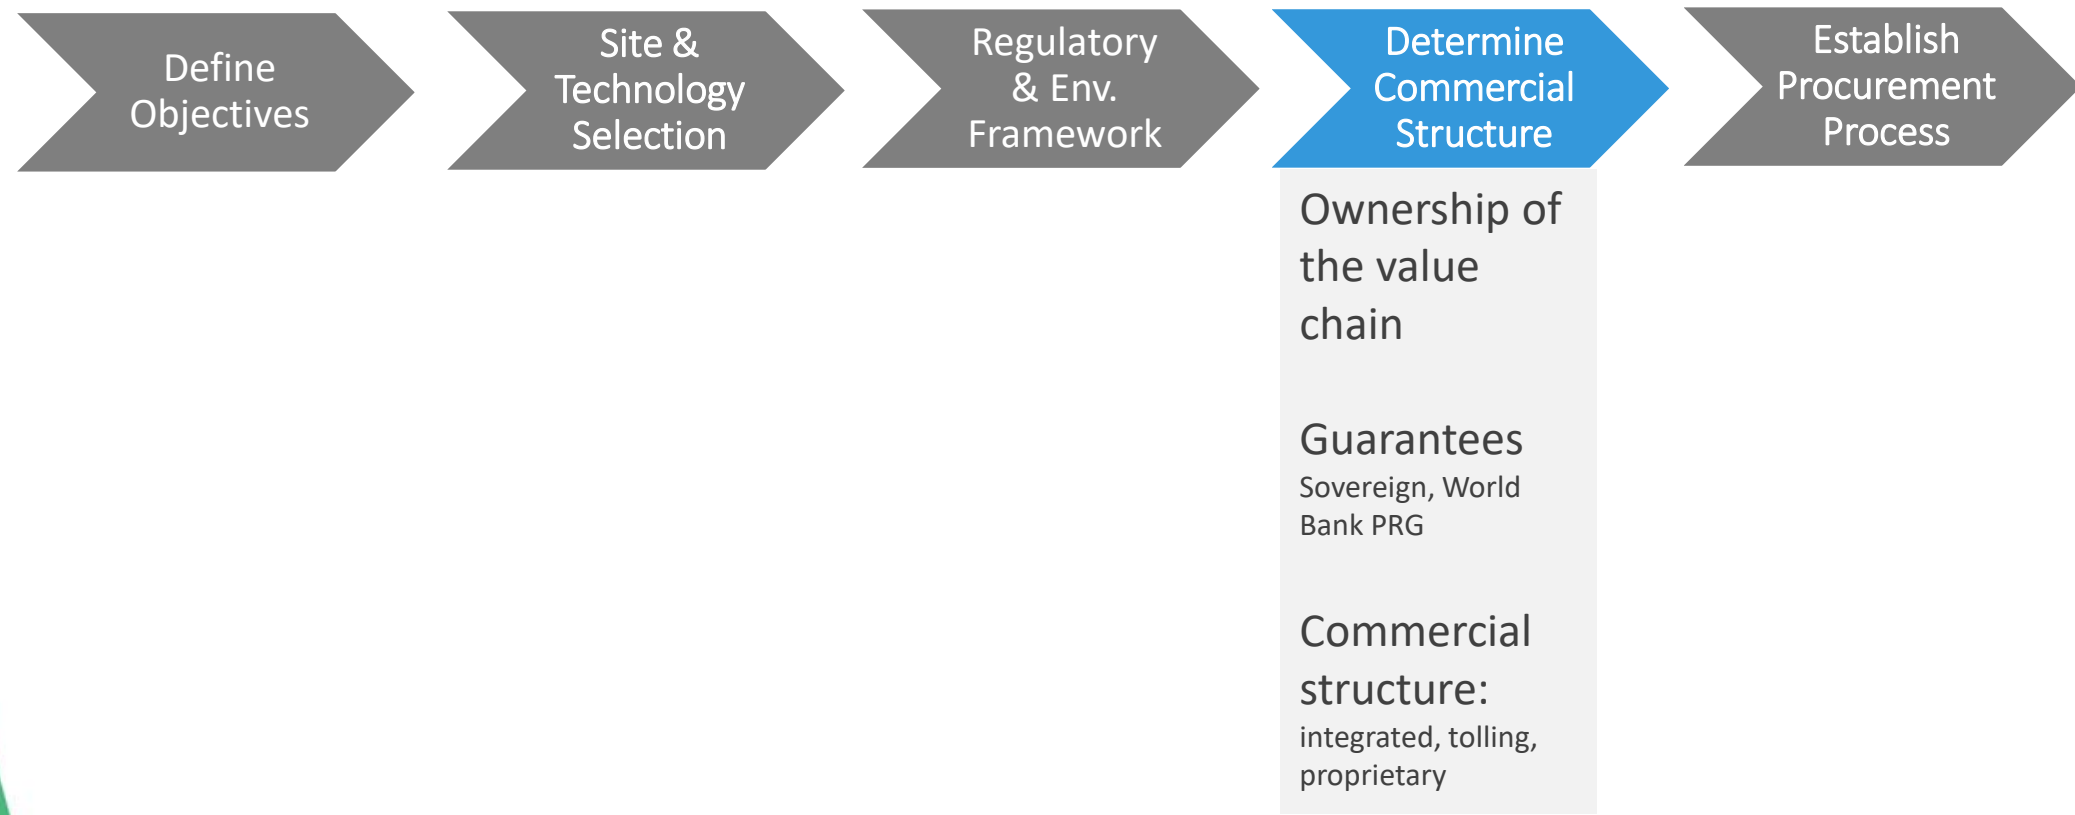 Define
Objectives
Site &
Technology
Selection
Regulatory
& Env.
Framework
Determine
Commercial
Structure
Establish
Procurement
Process
Ownership of
the value
chain
Guarantees
Sovereign, World
Bank PRG
Commercial
structure:
integrated, tolling,
proprietary